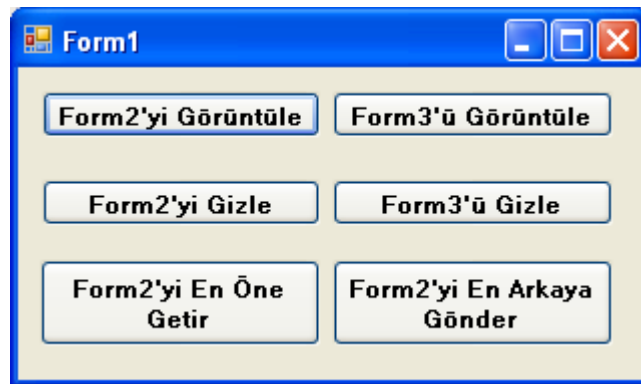 Form1
Form2'yi Görüntüle
Form3'ü Görüntüle
Form2'yi Gizle
Form3'ü Gizle
Form2'yi En Öne
Getir
Form2'yi En Arkaya
Gönder